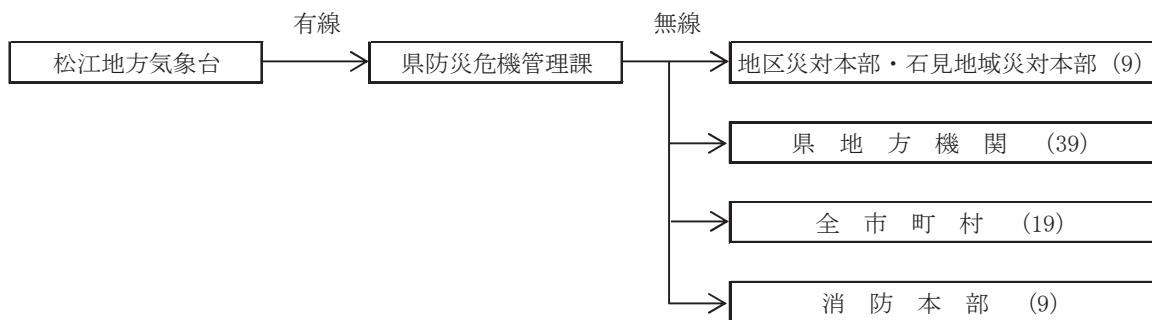 有線
無線
松江地方気象台
県防災危機管理課
地区災対本部・石見地域災対本部 (9)
県地方機関 (39)
全市町村 (19)
消防本部 (9)